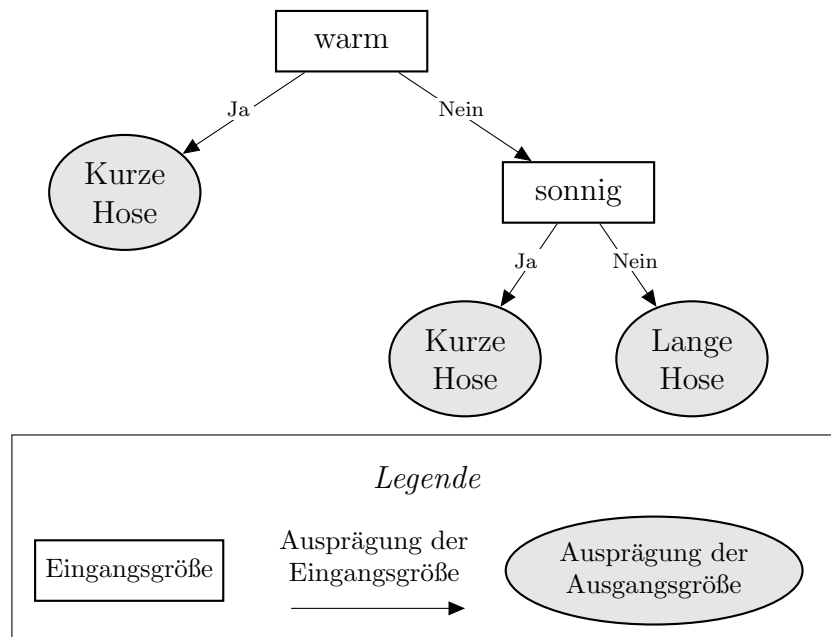 warm
Ja
Nein
Kurze
Hose
sonnig
Ja
Nein
Kurze
Hose
Lange
Hose
Legende
Eingangsgröße
Ausprägung der
Eingangsgröße
Ausprägung der
Ausgangsgröße